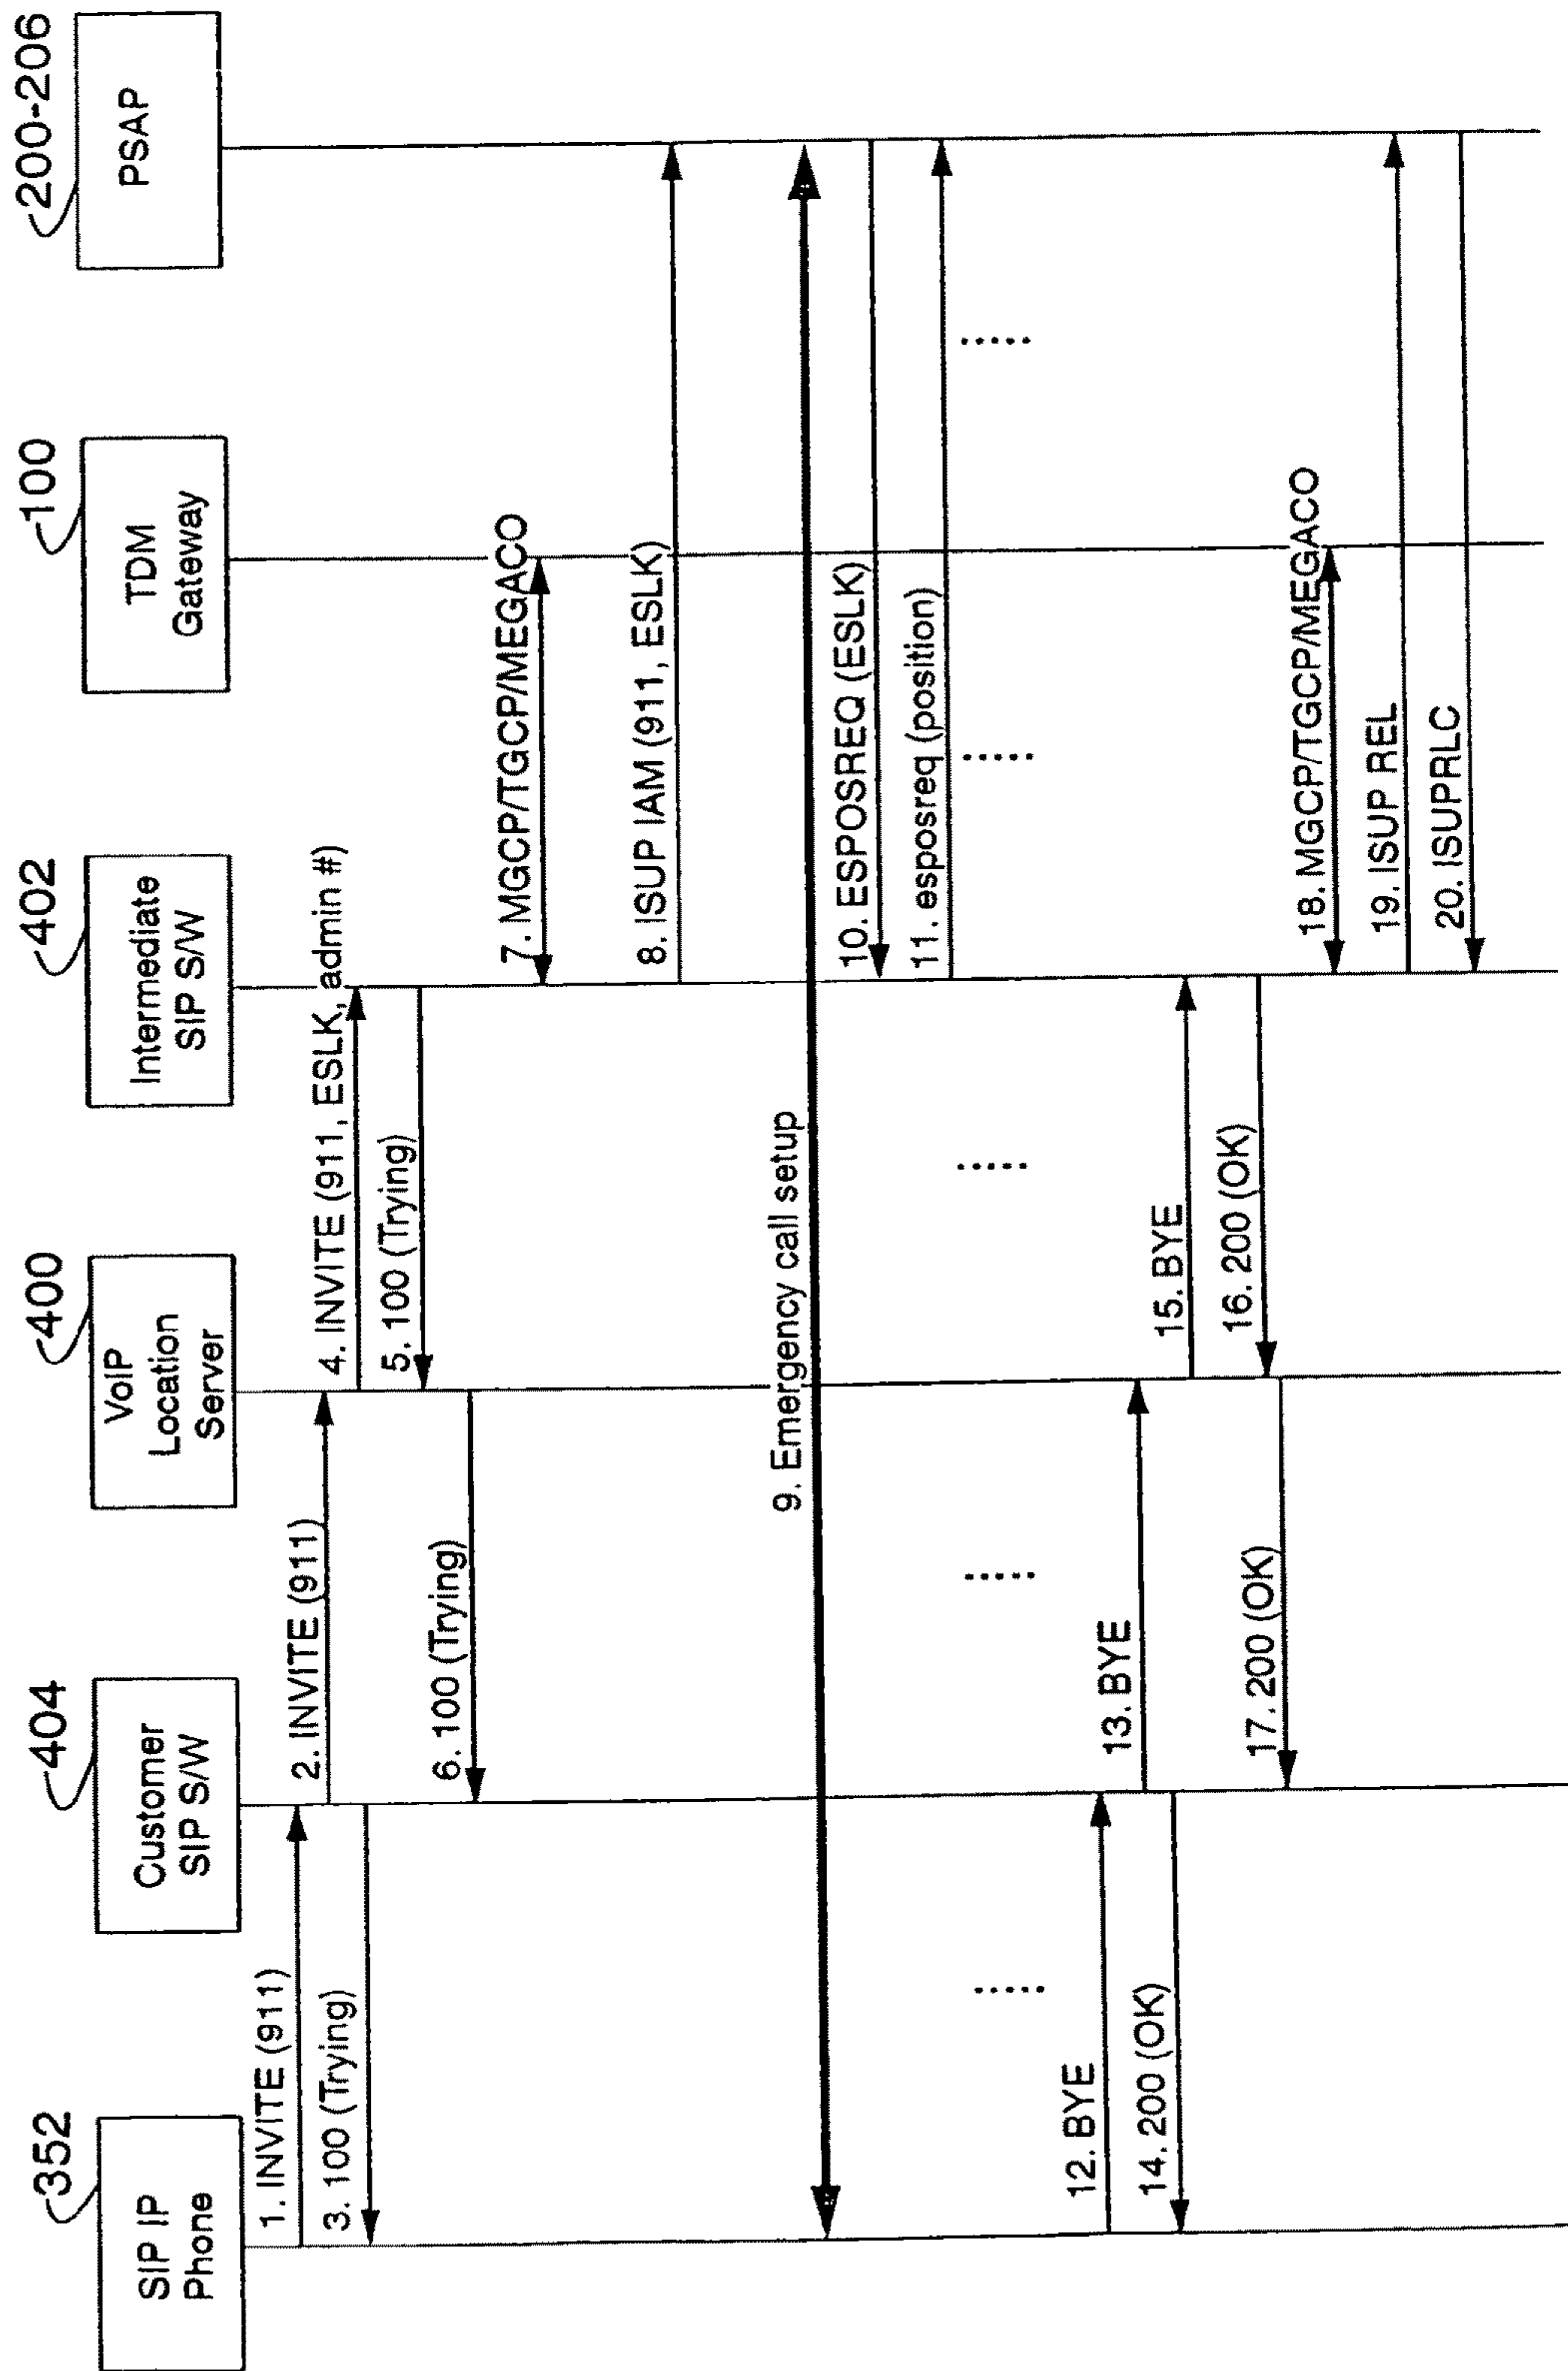 352
404
400
402
100
200-206
SIP IP
Phone
Customer
SIP S/W
VoIP
Location
Server
Intermediate
SIP S/W
TDM
Gateway
PSAP
1. INVITE (911)
2. INVITE (911)
3. 100 (Trying)
4. INVITE (911, ESLK, admin #)
5. 100 (Trying)
6. 100 (Trying)
7. MGCP/TGCP/MEGACO
8. ISUP IAM (911, ESLK)
9. Emergency call setup
10. ESPOSREQ (ESLK)
11. esposreq (position)
.....
.....
.....
.....
.....
12. BYE
13. BYE
14. 200 (OK)
15. BYE
16. 200 (OK)
17. 200 (OK)
18. MGCP/TGCP/MEGACO
19. ISUP REL
20. ISUPRLC